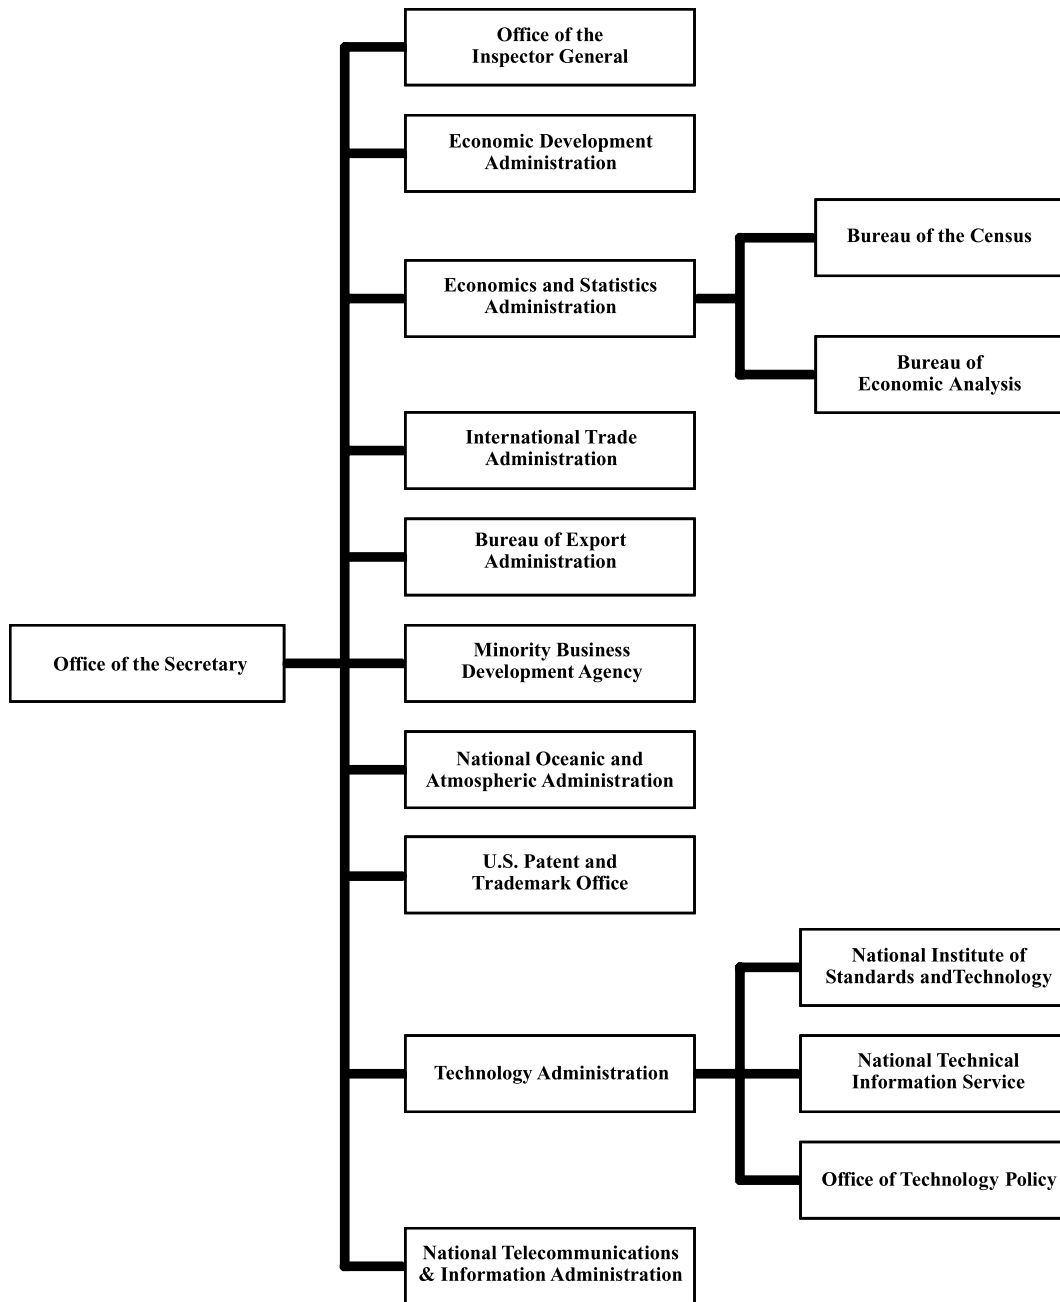 Office of the
Inspector General
Economic Development
Administration
Bureau of the Census
Economics and Statistics
Administration
Bureau of
Economic Analysis
International Trade
Administration
Bureau of Export
Administration
Office of the Secretary
Minority Business
Development Agency
National Oceanic and
Atmospheric Administration
U.S. Patent and
Trademark Office
National Institute of
Standards andTechnology
Technology Administration
National Technical
Information Service
Office of Technology Policy
National Telecommunications
& Information Administration